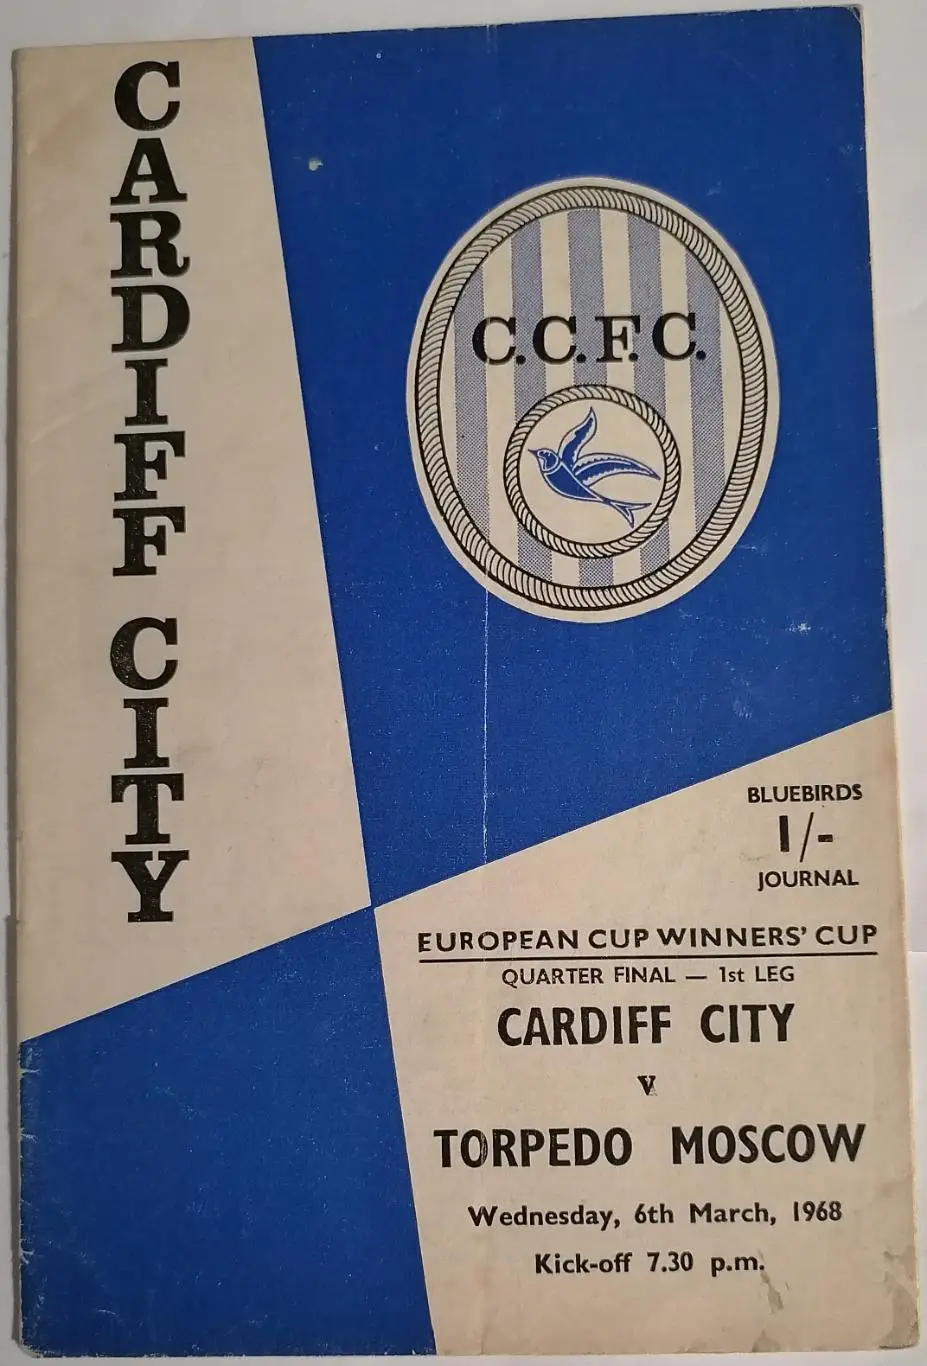 CARDIFF CITY
C.C.F.C.
BLUEBIRDS
1/-
JOURNAL
EUROPEAN CUP WINNERS' CUP
QUARTER FINAL — 1st LEG
CARDIFF CITY
V
TORPEDO MOSCOW
Wednesday, 6th March, 1968
Kick-off 7.30 p.m.